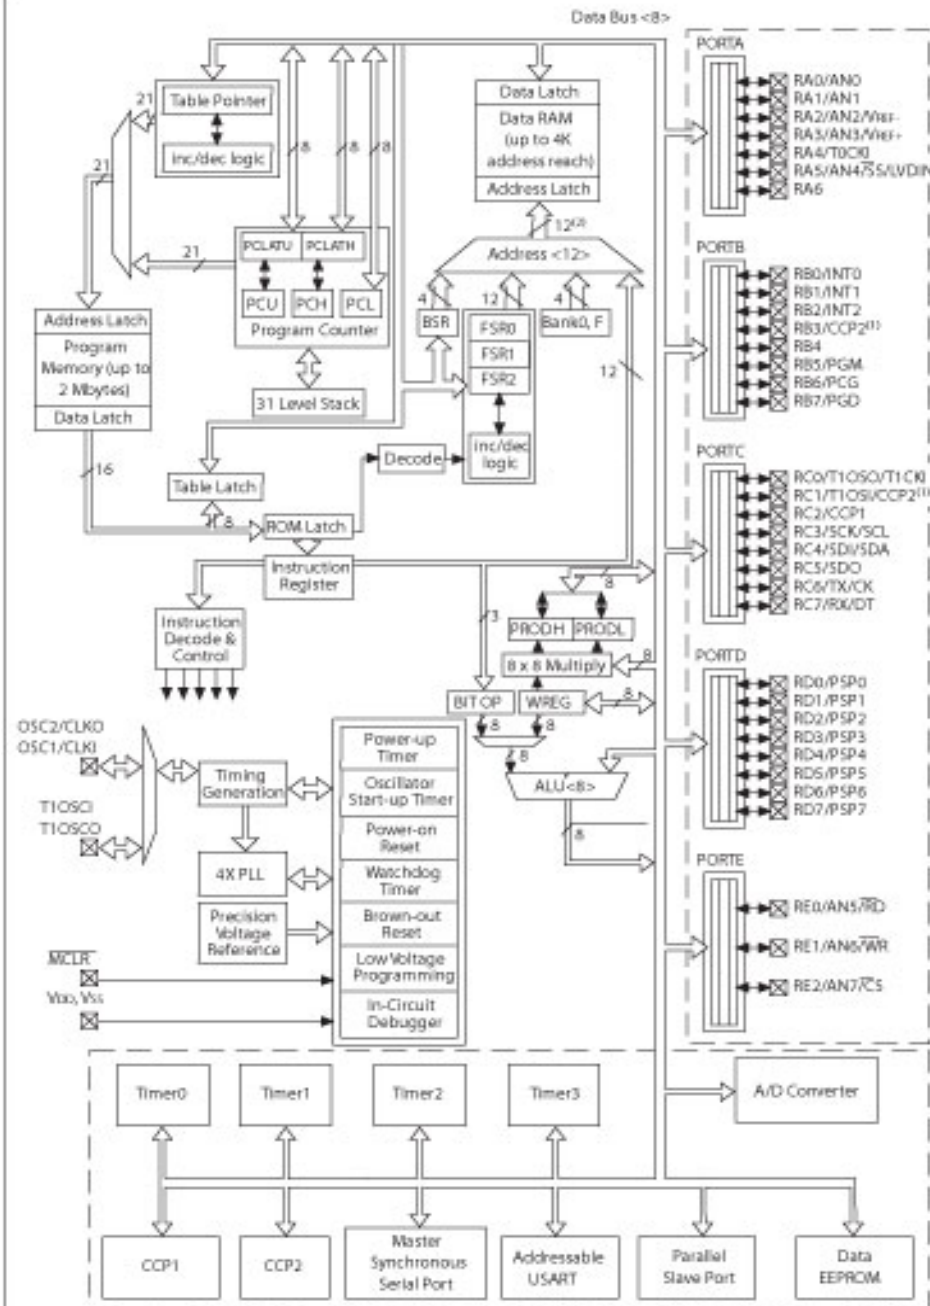 Data Bus <8>
21
Table Pointer
inc/dec logic
21
8
8
8
Data Latch
Data RAM
(up to 4K
address reach)
Address Latch
12(2)
Address <12>
4
12
4
BSR
FSR0
FSR1
FSR2
Bank0, F
12
inc/dec
logic
21
PCLATU
PCLATH
PCU
PCH
PCL
Program Counter
31 Level Stack
Address Latch
Program
Memory (up to
2 Mbytes)
Data Latch
16
Table Latch
8
ROM Latch
Decode
Instruction
Register
Instruction
Decode &
Control
8
3
PRODH
PRODL
8 x 8 Multiply
8
BIT OP
WREG
8
8
8
8
ALU<8>
8
OSC2/CLKO
OSC1/CLKI
T1OSCI
T1OSCO
Timing
Generation
4X PLL
Precision
Voltage
Reference
MCLR
VDD, VSS
Power-up
Timer
Oscillator
Start-up Timer
Power-on
Reset
Watchdog
Timer
Brown-out
Reset
Low Voltage
Programming
In-Circuit
Debugger
PORTA
RA0/AN0
RA1/AN1
RA2/AN2/VREF-
RA3/AN3/VREF+
RA4/T0CKI
RA5/AN4/SS/LVDIN
RA6
PORTB
RB0/INT0
RB1/INT1
RB2/INT2
RB3/CCP2(1)
RB4
RB5/PGM
RB6/PCG
RB7/PGD
PORTC
RC0/T1OSO/T1CKI
RC1/T1OSI/CCP2(1)
RC2/CCP1
RC3/SCK/SCL
RC4/SDI/SDA
RC5/SDO
RC6/TX/CK
RC7/RX/DT
PORTD
RD0/PSP0
RD1/PSP1
RD2/PSP2
RD3/PSP3
RD4/PSP4
RD5/PSP5
RD6/PSP6
RD7/PSP7
PORTE
RE0/AN5/RD
RE1/AN6/WR
RE2/AN7/CS
Timer0
Timer1
Timer2
Timer3
A/D Converter
CCP1
CCP2
Master
Synchronous
Serial Port
Addressable
USART
Parallel
Slave Port
Data
EEPROM